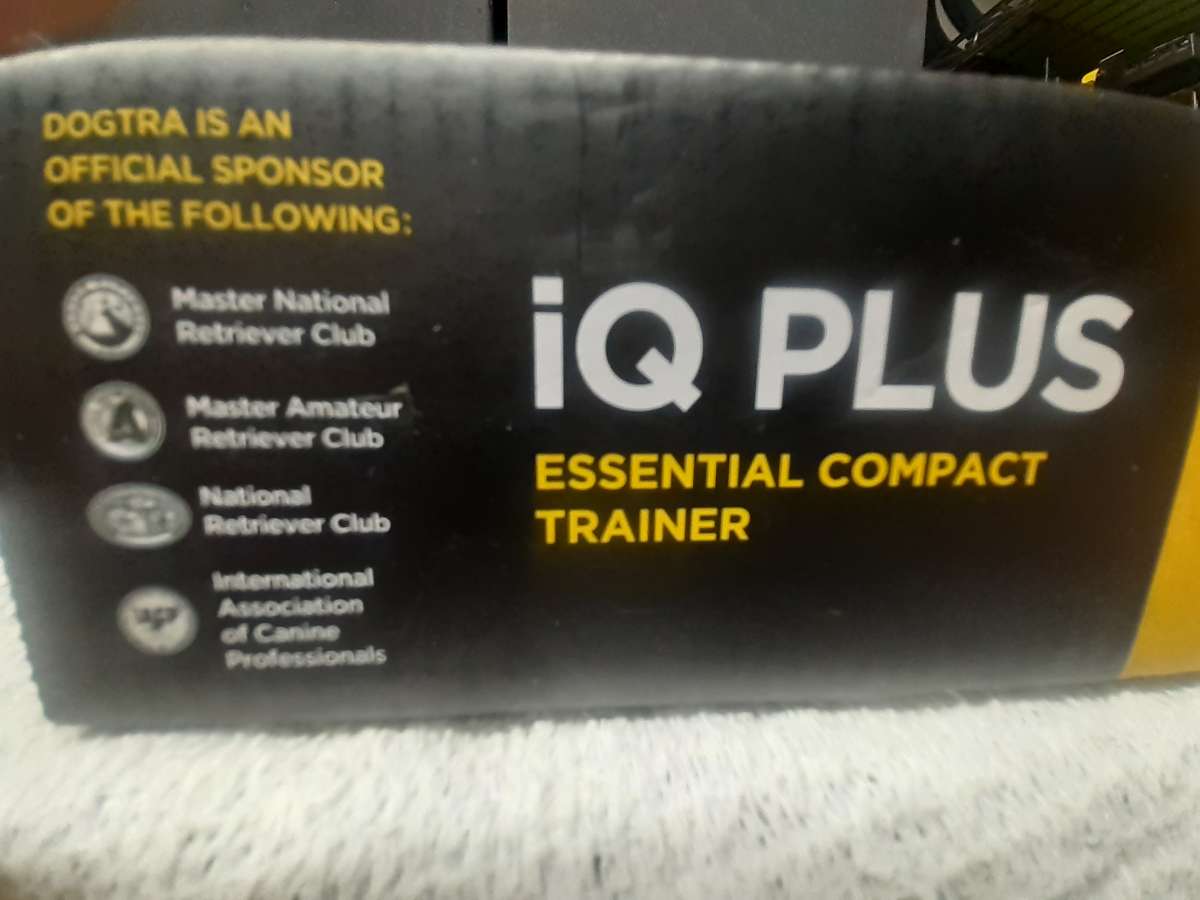 DOGTRA IS AN
OFFICIAL SPONSOR
OF THE FOLLOWING:
Master National
Retriever Club
Master Amateur
Retriever Club
National
Retriever Club
International
Association
of Canine
Professionals
iQ PLUS
ESSENTIAL COMPACT
TRAINER